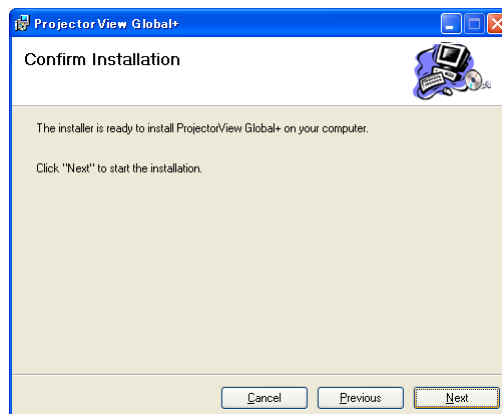 ProjectorView Global+
Confirm Installation
The installer is ready to install ProjectorView Global+ on your computer.
Click "Next" to start the installation.
Cancel Previous Next